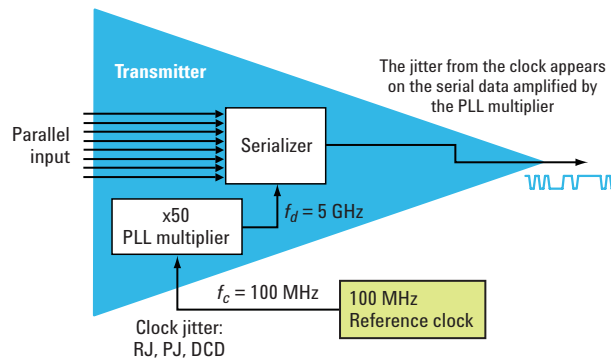 Transmitter
The jitter from the clock appears
on the serial data amplified by
the PLL multiplier
Parallel
input
Serializer
x50
PLL multiplier
f_d = 5 GHz
f_c = 100 MHz
100 MHz
Reference clock
Clock jitter:
RJ, PJ, DCD